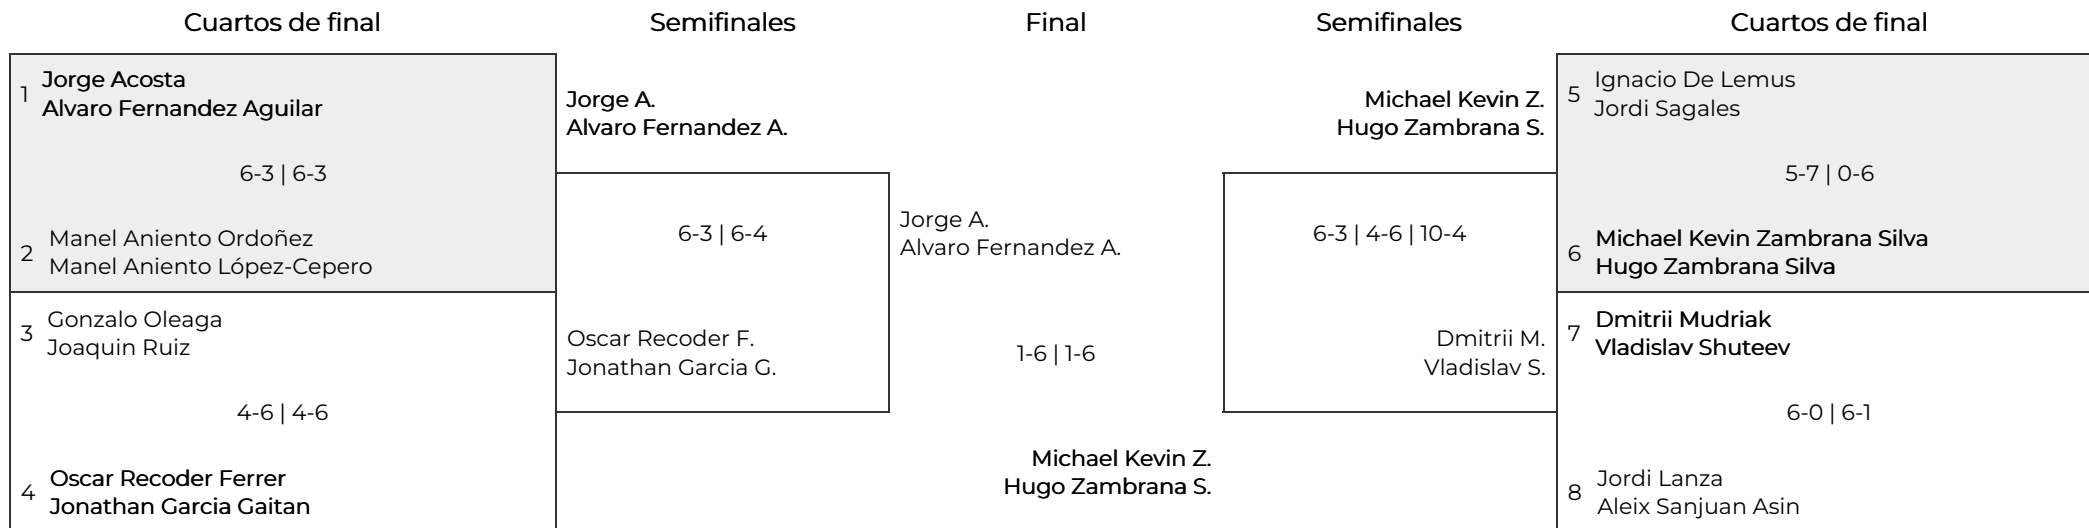 Cuartos de final
Semifinales
Final
Semifinales
Cuartos de final
1
Jorge Acosta
Alvaro Fernandez Aguilar
6-3 | 6-3
2
Manel Aniento Ordoñez
Manel Aniento López-Cepero
3
Gonzalo Oleaga
Joaquin Ruiz
4-6 | 4-6
4
Oscar Recoder Ferrer
Jonathan Garcia Gaitan
Jorge A.
Alvaro Fernandez A.
6-3 | 6-4
Oscar Recoder F.
Jonathan Garcia G.
Jorge A.
Alvaro Fernandez A.
1-6 | 1-6
Michael Kevin Z.
Hugo Zambrana S.
Michael Kevin Z.
Hugo Zambrana S.
6-3 | 4-6 | 10-4
Dmitrii M.
Vladislav S.
5
Ignacio De Lemus
Jordi Sagales
5-7 | 0-6
6
Michael Kevin Zambrana Silva
Hugo Zambrana Silva
7
Dmitrii Mudriak
Vladislav Shuteev
6-0 | 6-1
8
Jordi Lanza
Aleix Sanjuan Asin